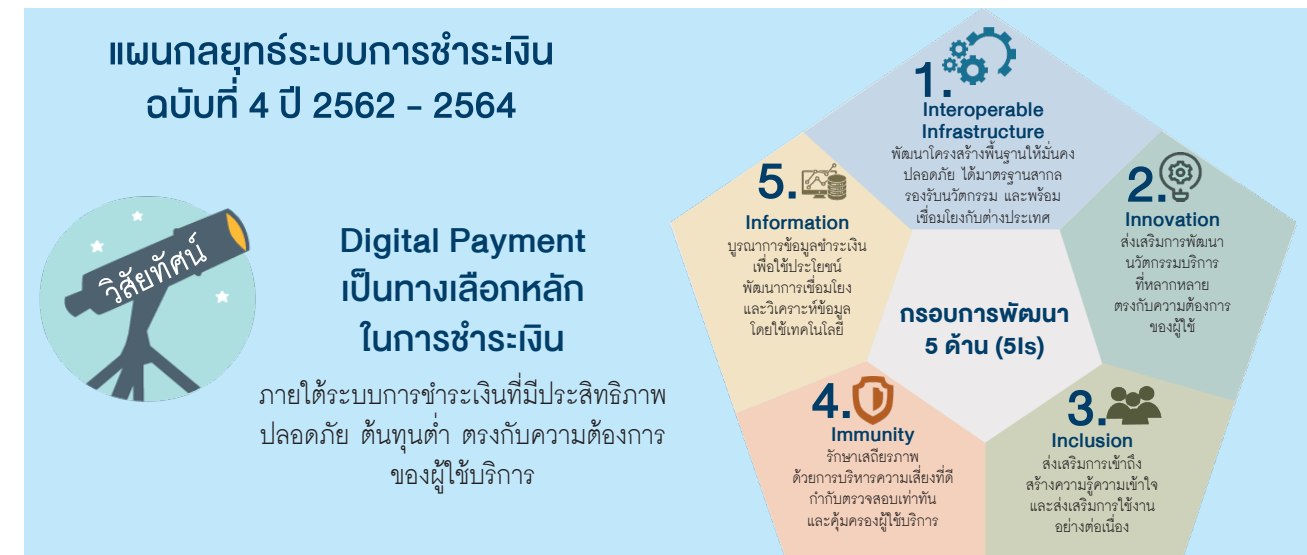 แผนกลยุทธ์ระบบการชำระเงิน
ฉบับที่ 4 ปี 2562 - 2564
วิสัยทัศน์
Digital Payment
เป็นทางเลือกหลัก
ในการชำระเงิน
ภายใต้ระบบการชำระเงินที่มีประสิทธิภาพ
ปลอดภัย ต้นทุนต่ำ ตรงกับความต้องการ
ของผู้ใช้บริการ
กรอบการพัฒนา
5 ด้าน (5Is)
1.
Interoperable
Infrastructure
พัฒนาโครงสร้างพื้นฐานให้มั่นคง
ปลอดภัย ได้มาตรฐานสากล
รองรับนวัตกรรม และพร้อม
เชื่อมโยงกับต่างประเทศ
2.
Innovation
ส่งเสริมการพัฒนา
นวัตกรรมบริการ
ที่หลากหลาย
ตรงกับความต้องการ
ของผู้ใช้
3.
Inclusion
ส่งเสริมการเข้าถึง
สร้างความรู้ความเข้าใจ
และส่งเสริมการใช้งาน
อย่างต่อเนื่อง
4.
Immunity
รักษาเสถียรภาพ
ด้วยการบริหารความเสี่ยงที่ดี
กำกับตรวจสอบเท่าทัน
และคุ้มครองผู้ใช้บริการ
5.
Information
บูรณาการข้อมูลชำระเงิน
เพื่อใช้ประโยชน์
พัฒนาการเชื่อมโยง
และวิเคราะห์ข้อมูล
โดยใช้เทคโนโลยี